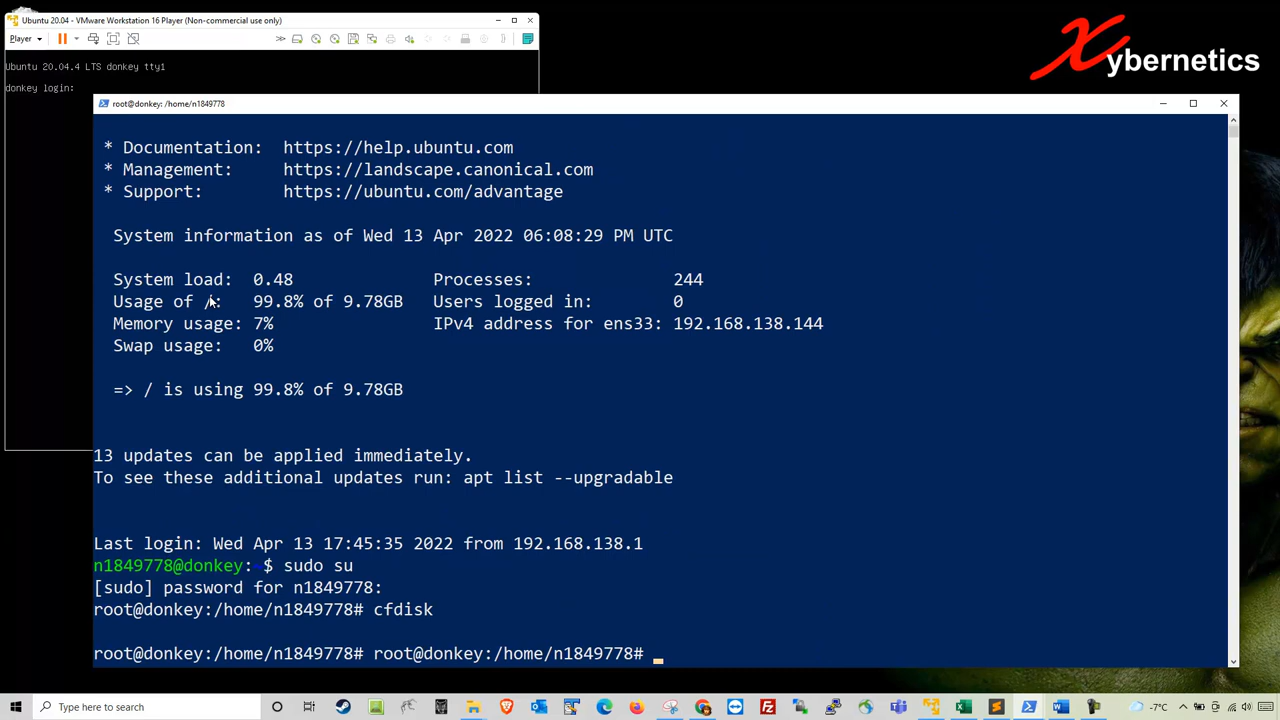 Ubuntu 20.04 - VMware Workstation 16 Player (Non-commercial use only)
Player
Ubuntu 20.04.4 LTS donkey tty1
donkey login:
Xybernetics
root@donkey: /home/n1849778
* Documentation:  https://help.ubuntu.com
* Management:     https://landscape.canonical.com
* Support:        https://ubuntu.com/advantage
System information as of Wed 13 Apr 2022 06:08:29 PM UTC
System load:  0.48               Processes:               244
Usage of /:   99.8% of 9.78GB   Users logged in:         0
Memory usage: 7%                 IPv4 address for ens33: 192.168.138.144
Swap usage:   0%
=> / is using 99.8% of 9.78GB
13 updates can be applied immediately.
To see these additional updates run: apt list --upgradable
Last login: Wed Apr 13 17:45:35 2022 from 192.168.138.1
n1849778@donkey:~$ sudo su
[sudo] password for n1849778:
root@donkey:/home/n1849778# cfdisk
root@donkey:/home/n1849778# root@donkey:/home/n1849778#
Type here to search
-7°C